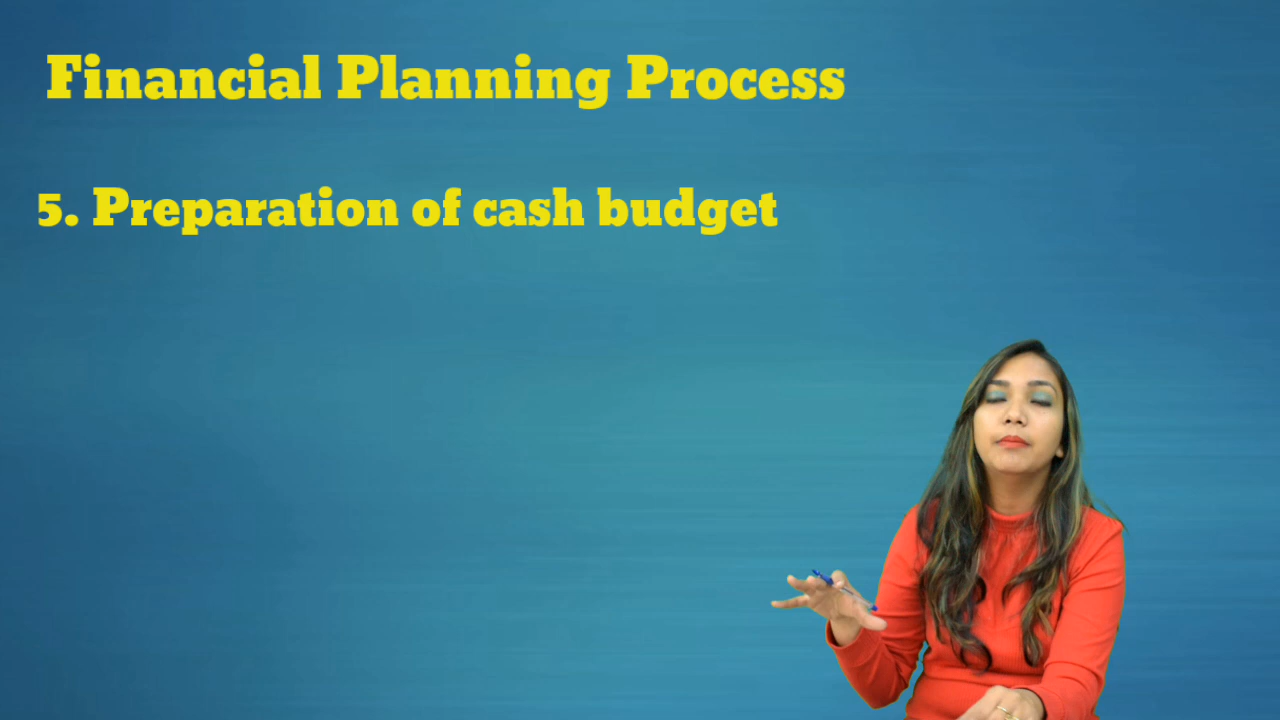 Financial Planning Process
5. Preparation of cash budget